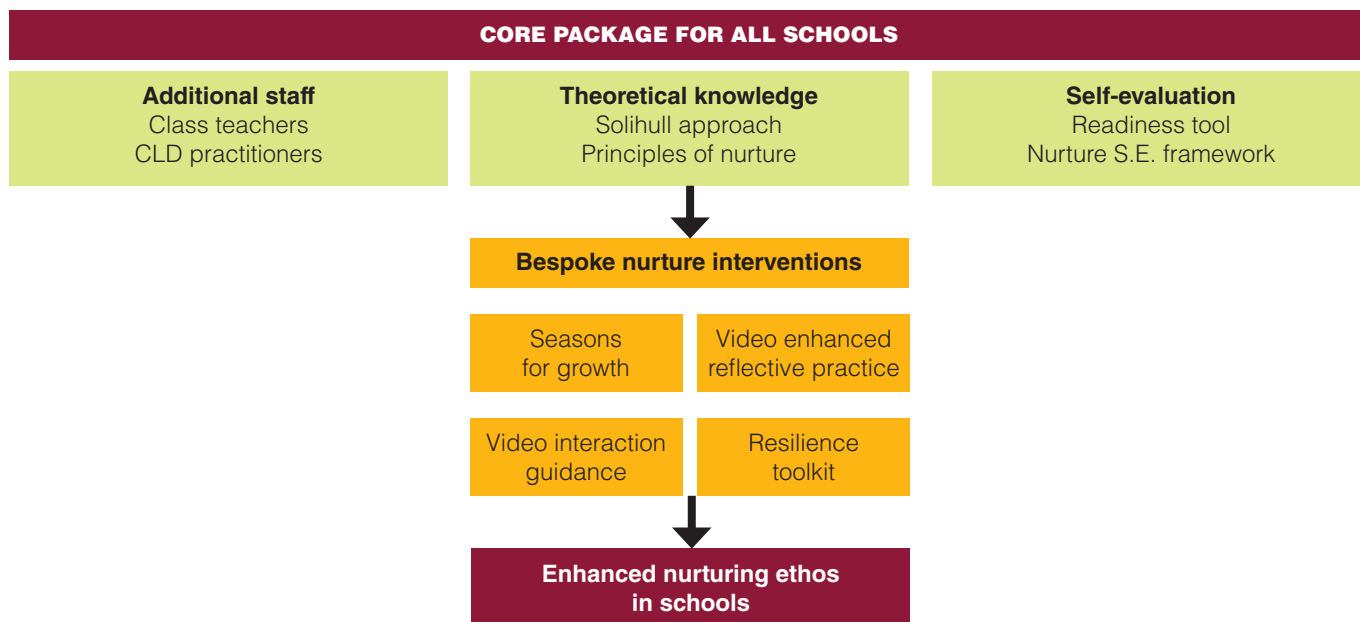 CORE PACKAGE FOR ALL SCHOOLS
Additional staff
Class teachers
CLD practitioners
Theoretical knowledge
Solihull approach
Principles of nurture
Self-evaluation
Readiness tool
Nurture S.E. framework
Bespoke nurture interventions
Seasons
for growth
Video enhanced
reflective practice
Video interaction
guidance
Resilience
toolkit
Enhanced nurturing ethos
in schools